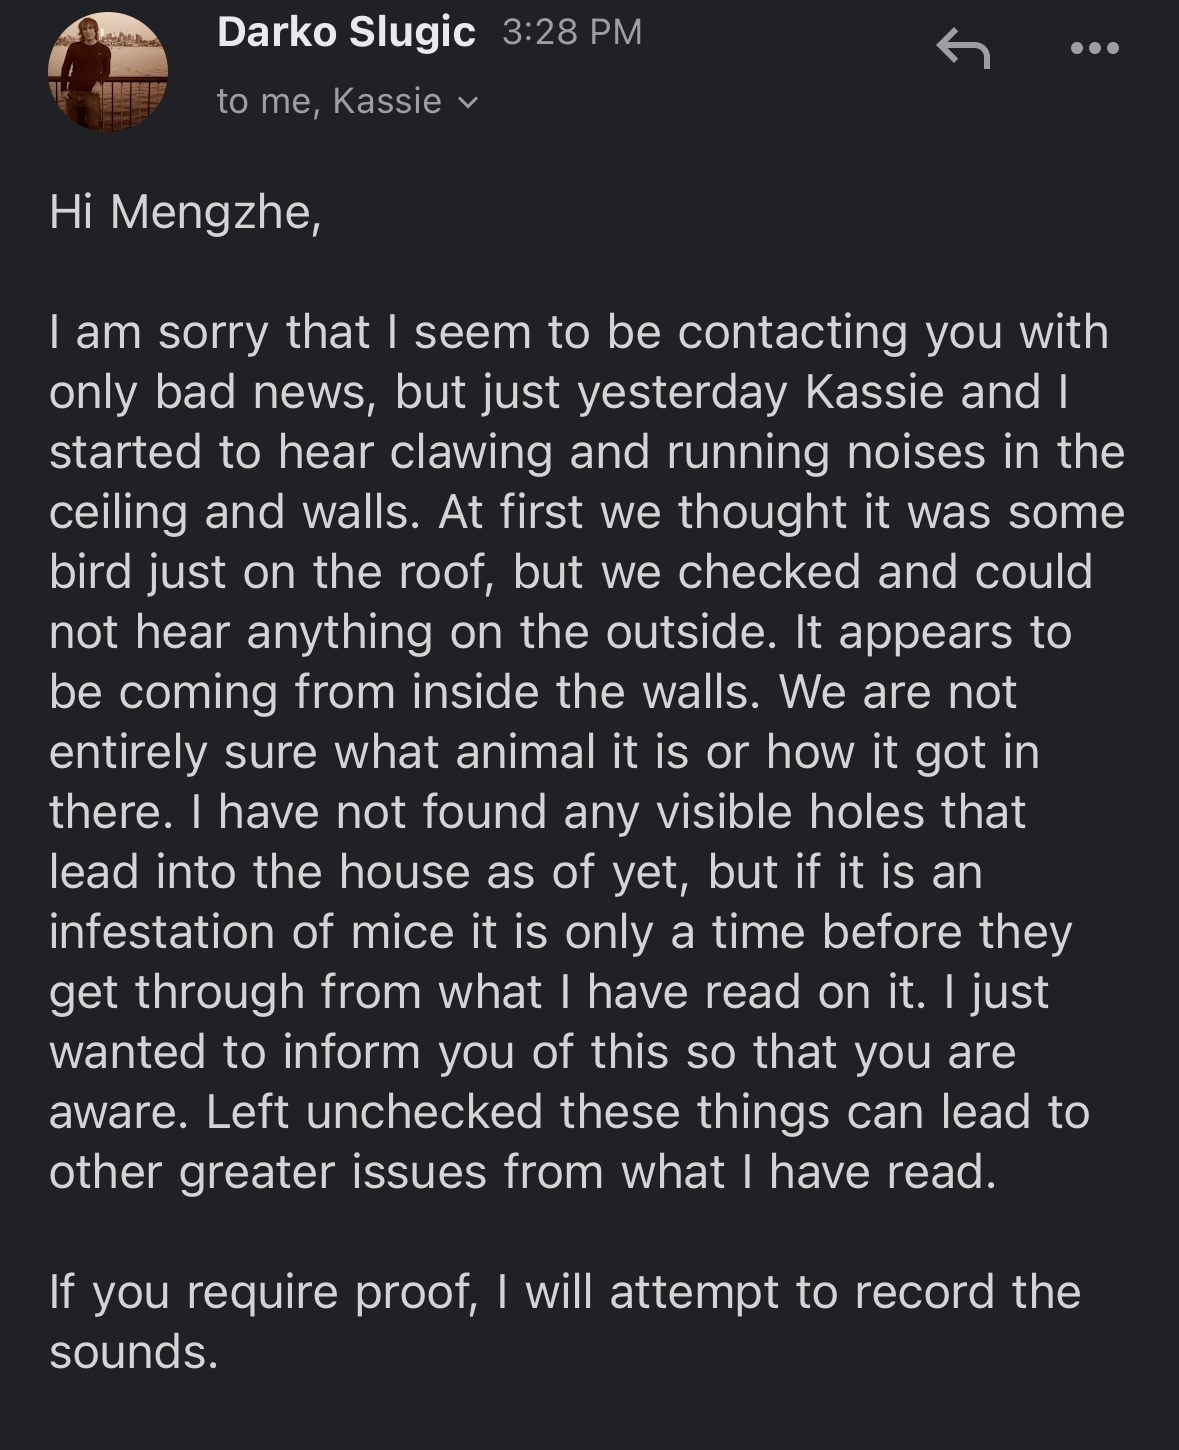 Darko Slugic 3:28 PM
to me, Kassie
Hi Mengzhe,
I am sorry that I seem to be contacting you with
only bad news, but just yesterday Kassie and I
started to hear clawing and running noises in the
ceiling and walls. At first we thought it was some
bird just on the roof, but we checked and could
not hear anything on the outside. It appears to
be coming from inside the walls. We are not
entirely sure what animal it is or how it got in
there. I have not found any visible holes that
lead into the house as of yet, but if it is an
infestation of mice it is only a time before they
get through from what I have read on it. I just
wanted to inform you of this so that you are
aware. Left unchecked these things can lead to
other greater issues from what I have read.
If you require proof, I will attempt to record the
sounds.